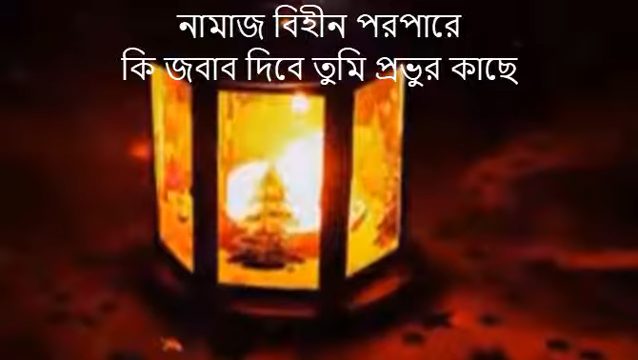 নামাজ বিহীন পরপারে
কি জবাব দিবে তুমি প্রভুর কাছে